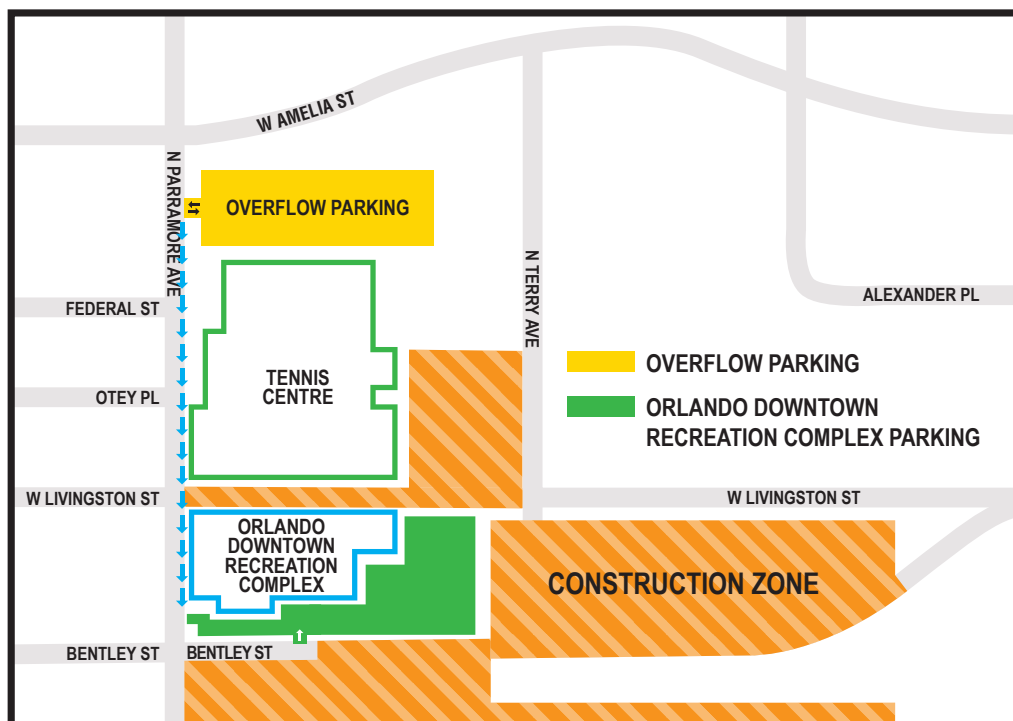 W AMELIA ST
N PARRAMORE AVE
OVERFLOW PARKING
N TERRY AVE
FEDERAL ST
ALEXANDER PL
TENNIS
CENTRE
OTEY PL
OVERFLOW PARKING
ORLANDO DOWNTOWN
RECREATION COMPLEX PARKING
W LIVINGSTON ST
W LIVINGSTON ST
ORLANDO
DOWNTOWN
RECREATION
COMPLEX
CONSTRUCTION ZONE
BENTLEY ST
BENTLEY ST